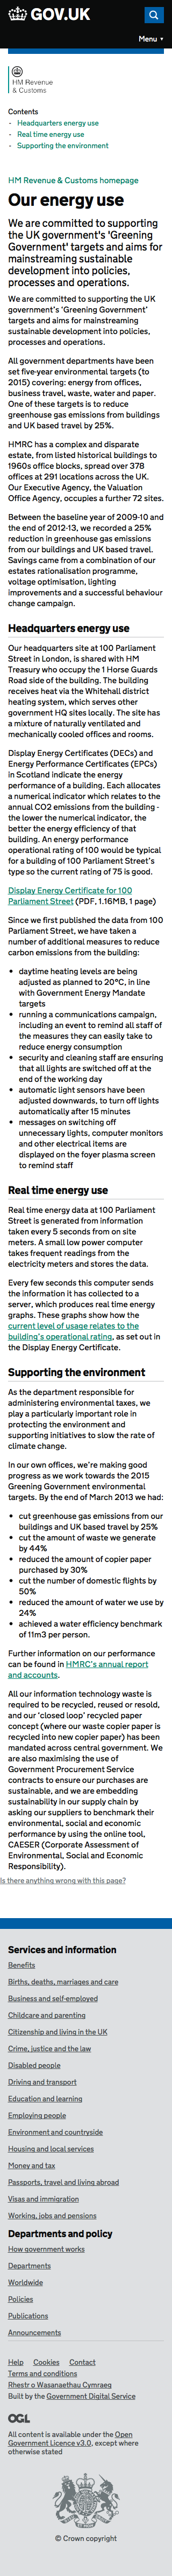 GOV.UK
Menu
HM Revenue
& Customs
Contents
- Headquarters energy use
- Real time energy use
- Supporting the environment
HM Revenue & Customs homepage
Our energy use
We are committed to supporting
the UK government's 'Greening
Government' targets and aims for
mainstreaming sustainable
development into policies,
processes and operations.
We are committed to supporting the UK
government's 'Greening Government'
targets and aims for mainstreaming
sustainable development into policies,
processes and operations.
All government departments have been
set five-year environmental targets (to
2015) covering: energy from offices,
business travel, waste, water and paper.
One of these targets is to reduce
greenhouse gas emissions from buildings
and UK based travel by 25%.
HMRC has a complex and disparate
estate, from listed historical buildings to
1960s office blocks, spread over 378
offices at 291 locations across the UK.
Our Executive Agency, the Valuation
Office Agency, occupies a further 72 sites.
Between the baseline year of 2009-10 and
the end of 2012-13, we recorded a 25%
reduction in greenhouse gas emissions
from our buildings and UK based travel.
Savings came from a combination of our
estates rationalisation programme,
voltage optimisation, lighting
improvements and a successful behaviour
change campaign.
Headquarters energy use
Our headquarters site at 100 Parliament
Street in London, is shared with HM
Treasury who occupy the 1 Horse Guards
Road side of the building. The building
receives heat via the Whitehall district
heating system, which serves other
government HQ sites locally. The site has
a mix of naturally ventilated and
mechanically cooled offices and rooms.
Display Energy Certificates (DECs) and
Energy Performance Certificates (EPCs)
in Scotland indicate the energy
performance of a building. Each allocates
a numerical indicator which relates to the
annual CO2 emissions from the building -
the lower the numerical indicator, the
better the energy efficiency of that
building. An energy performance
operational rating of 100 would be typical
for a building of 100 Parliament Street's
type so the current rating of 75 is good.
Display Energy Certificate for 100
Parliament Street (PDF, 1.16MB, 1 page)
Since we first published the data from 100
Parliament Street, we have taken a
number of additional measures to reduce
carbon emissions from the building:
• daytime heating levels are being
adjusted as planned to 20°C, in line
with Government Energy Mandate
targets
• running a communications campaign,
including an event to remind all staff of
the measures they can easily take to
reduce energy consumption
• security and cleaning staff are ensuring
that all lights are switched off at the
end of the working day
• automatic light sensors have been
adjusted downwards, to turn off lights
automatically after 15 minutes
• messages on switching off
unnecessary lights, computer monitors
and other electrical items are
displayed on the foyer plasma screen
to remind staff
Real time energy use
Real time energy data at 100 Parliament
Street is generated from information
taken every 5 seconds from on site
meters. A small low power computer
takes frequent readings from the
electricity meters and stores the data.
Every few seconds this computer sends
the information it has collected to a
server, which produces real time energy
graphs. These graphs show how the
current level of usage relates to the
building's operational rating, as set out in
the Display Energy Certificate.
Supporting the environment
As the department responsible for
administering environmental taxes, we
play a particularly important role in
protecting the environment and
supporting initiatives to slow the rate of
climate change.
In our own offices, we're making good
progress as we work towards the 2015
Greening Government environmental
targets. By the end of March 2013 we had:
• cut greenhouse gas emissions from our
buildings and UK based travel by 25%
• cut the amount of waste we generate
by 44%
• reduced the amount of copier paper
purchased by 30%
• cut the number of domestic flights by
50%
• reduced the amount of water we use by
24%
• achieved a water efficiency benchmark
of 11m3 per person.
Further information on our performance
can be found in HMRC's annual report
and accounts.
All our information technology waste is
required to be recycled, reused or resold,
and our 'closed loop' recycled paper
concept (where our waste copier paper is
recycled into new copier paper) has been
mandated across central government. We
are also maximising the use of
Government Procurement Service
contracts to ensure our purchases are
sustainable, and we are embedding
sustainability in our supply chain by
asking our suppliers to benchmark their
environmental, social and economic
performance by using the online tool,
CAESER (Corporate Assessment of
Environmental, Social and Economic
Responsibility).
Is there anything wrong with this page?
Services and information
Benefits
Births, deaths, marriages and care
Business and self-employed
Childcare and parenting
Citizenship and living in the UK
Crime, justice and the law
Disabled people
Driving and transport
Education and learning
Employing people
Environment and countryside
Housing and local services
Money and tax
Passports, travel and living abroad
Visas and immigration
Working, jobs and pensions
Departments and policy
How government works
Departments
Worldwide
Policies
Publications
Announcements
Help Cookies Contact
Terms and conditions
Rhestr o Wasanaethau Cymraeg
Built by the Government Digital Service
OGL
All content is available under the Open
Government Licence v3.0, except where
otherwise stated
© Crown copyright